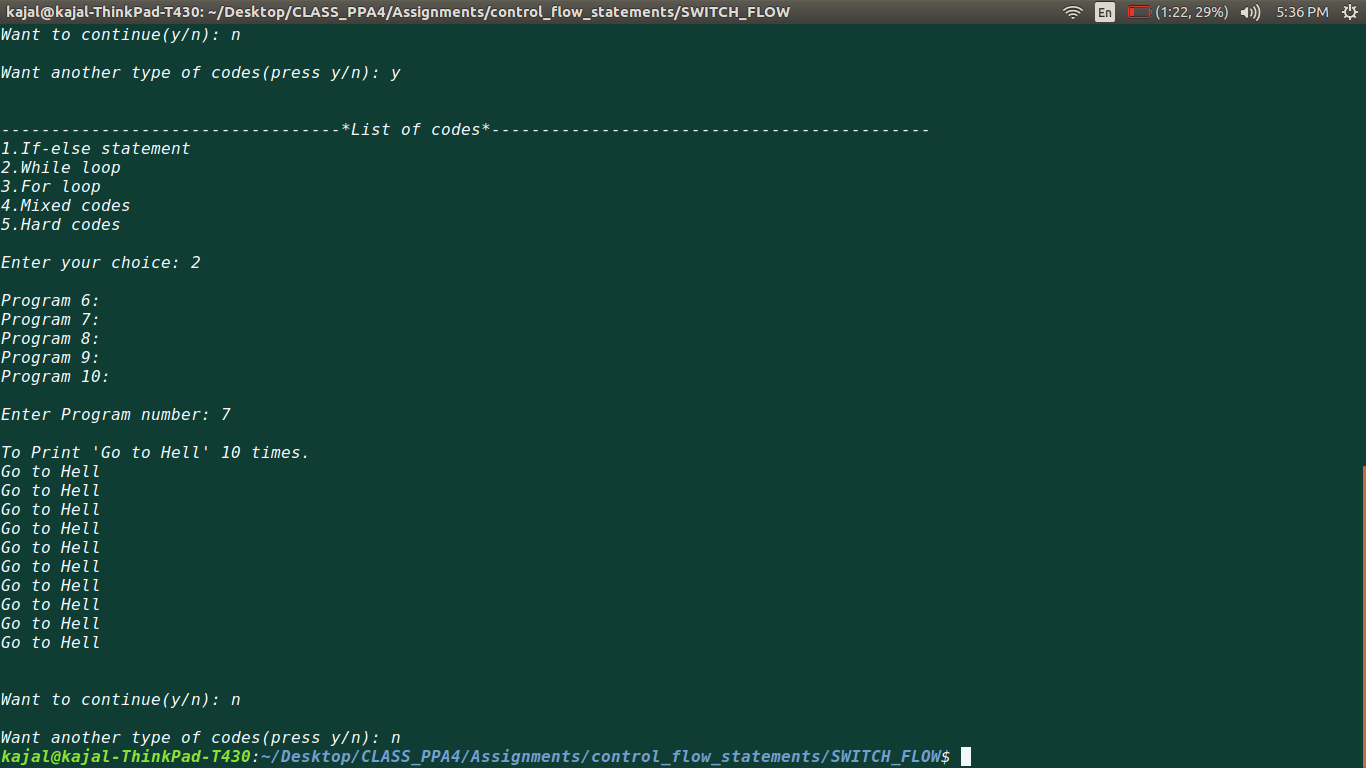 kajal@kajal-ThinkPad-T430: ~/Desktop/CLASS_PPA4/Assignments/control_flow_statements/SWITCH_FLOW En (1:22, 29%) 5:36 PM
Want to continue(y/n): n
Want another type of codes(press y/n): y
----------------------------------*List of codes*--------------------------------------------
1.If-else statement
2.While loop
3.For loop
4.Mixed codes
5.Hard codes
Enter your choice: 2
Program 6:
Program 7:
Program 8:
Program 9:
Program 10:
Enter Program number: 7
To Print 'Go to Hell' 10 times.
Go to Hell
Go to Hell
Go to Hell
Go to Hell
Go to Hell
Go to Hell
Go to Hell
Go to Hell
Go to Hell
Go to Hell
Want to continue(y/n): n
Want another type of codes(press y/n): n
kajal@kajal-ThinkPad-T430:~/Desktop/CLASS_PPA4/Assignments/control_flow_statements/SWITCH_FLOW$